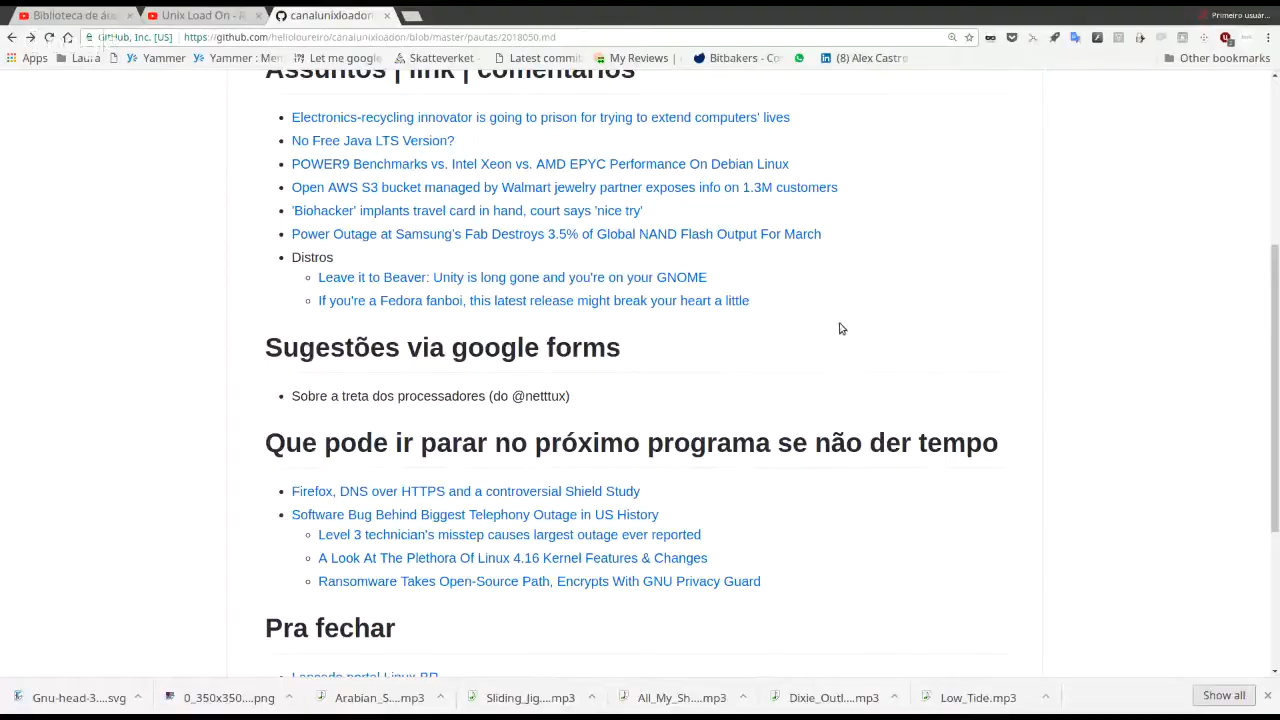 Biblioteca de áu
Unix Load On - R
canalunixloadon
Primeiro usuár...
GitHub, Inc. [US]
https://github.com/helioloureiro/canalunixloadon/blob/master/pautas/2018050.md
Apps
Laura
Yammer
Yammer : Men
Let me google
Skatteverket -
Latest commit
My Reviews |
Bitbakers - Co
(8) Alex Castro
Other bookmarks
Assuntos | link | comentários
Electronics-recycling innovator is going to prison for trying to extend computers' lives
No Free Java LTS Version?
POWER9 Benchmarks vs. Intel Xeon vs. AMD EPYC Performance On Debian Linux
Open AWS S3 bucket managed by Walmart jewelry partner exposes info on 1.3M customers
'Biohacker' implants travel card in hand, court says 'nice try'
Power Outage at Samsung's Fab Destroys 3.5% of Global NAND Flash Output For March
Distros
Leave it to Beaver: Unity is long gone and you're on your GNOME
If you're a Fedora fanboi, this latest release might break your heart a little
Sugestões via google forms
Sobre a treta dos processadores (do @netttux)
Que pode ir parar no próximo programa se não der tempo
Firefox, DNS over HTTPS and a controversial Shield Study
Software Bug Behind Biggest Telephony Outage in US History
Level 3 technician's misstep causes largest outage ever reported
A Look At The Plethora Of Linux 4.16 Kernel Features & Changes
Ransomware Takes Open-Source Path, Encrypts With GNU Privacy Guard
Pra fechar
Lançado portal Linux-BR
Gnu-head-3....svg
0_350x350....png
Arabian_S....mp3
Sliding_Jig....mp3
All_My_Sh....mp3
Dixie_Outl....mp3
Low_Tide.mp3
Show all